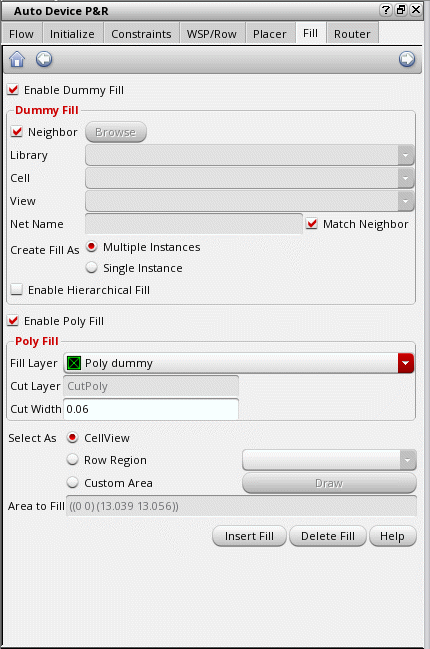 Auto Device P&R
Flow Initialize Constraints WSP/Row Placer Fill Router
Enable Dummy Fill
Dummy Fill
Neighbor Browse
Library
Cell
View
Net Name Match Neighbor
Create Fill As Multiple Instances
Single Instance
Enable Hierarchical Fill
Enable Poly Fill
Poly Fill
Fill Layer Poly dummy
Cut Layer CutPoly
Cut Width 0.06
Select As CellView
Row Region
Custom Area Draw
Area to Fill ((0 0) (13.039 13.056))
Insert Fill Delete Fill Help